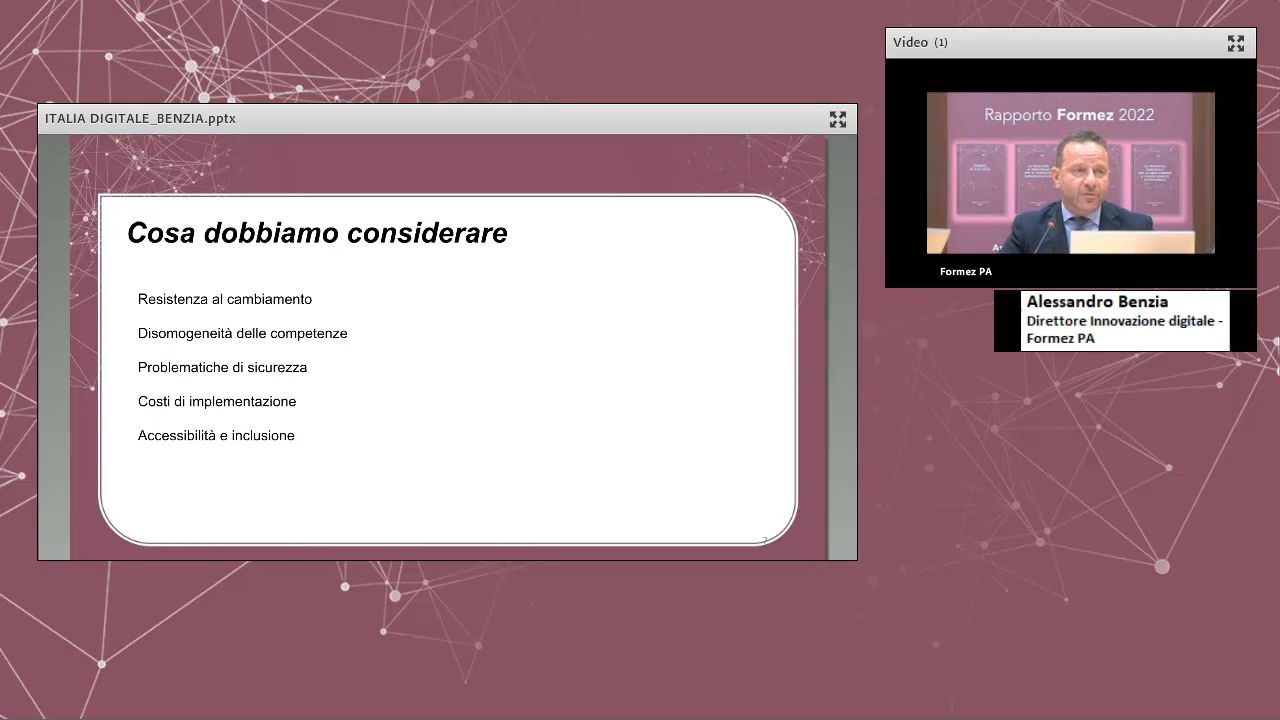 ITALIA DIGITALE_BENZIA.pptx
Cosa dobbiamo considerare
Resistenza al cambiamento
Disomogeneità delle competenze
Problematiche di sicurezza
Costi di implementazione
Accessibilità e inclusione
Video (1)
Rapporto Formez 2022
Formez PA
Alessandro Benzia
Direttore Innovazione digitale -
Formez PA